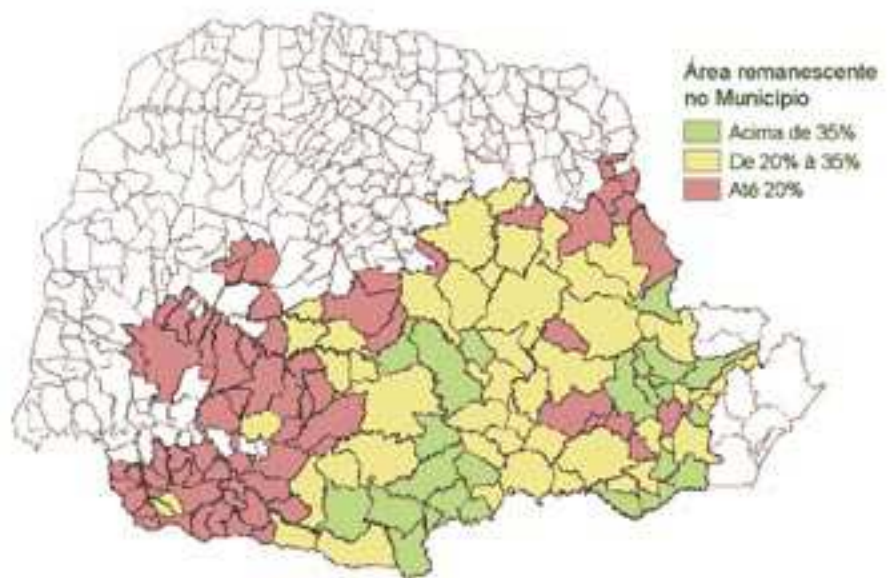 Área remanescente
no Município
Acima de 35%
De 20% à 35%
Até 20%